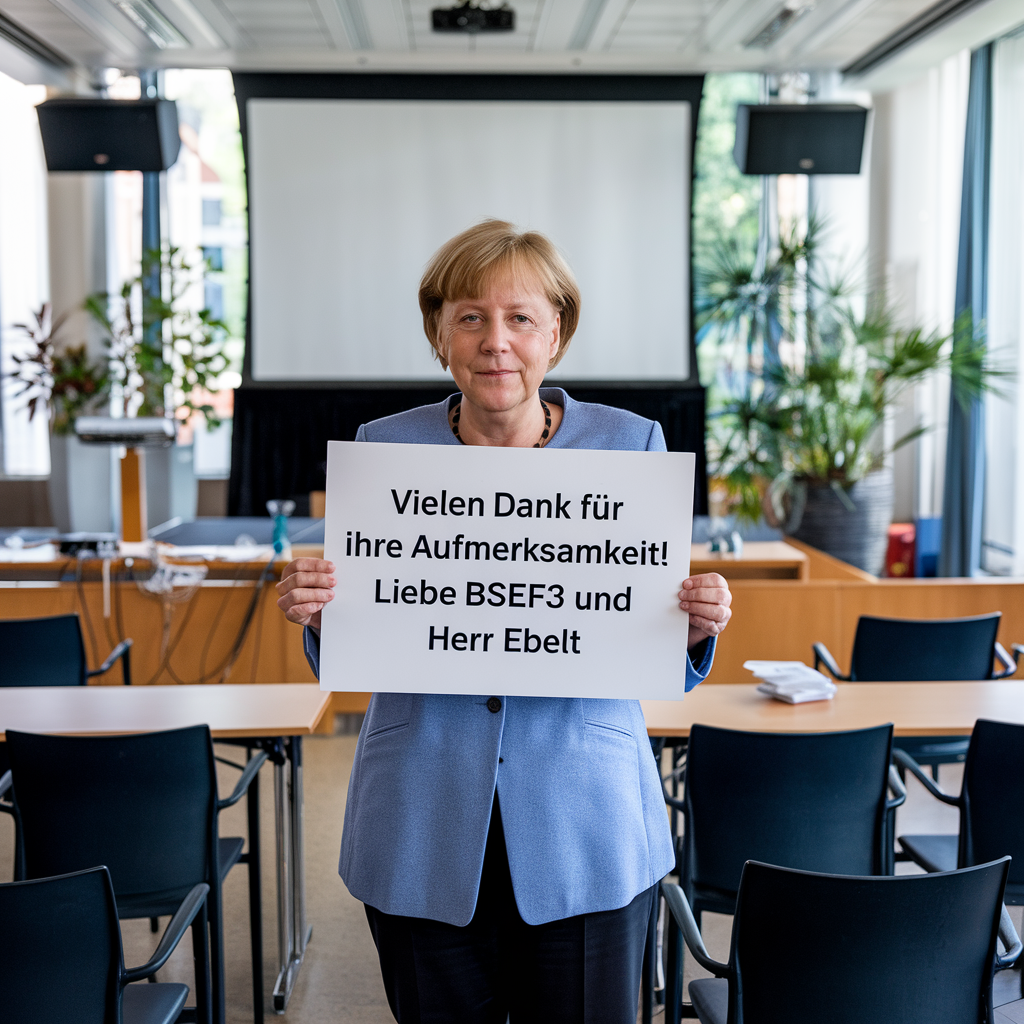 Vielen Dank für
ihre Aufmerksamkeit!
Liebe BSEF3 und
Herr Ebelt